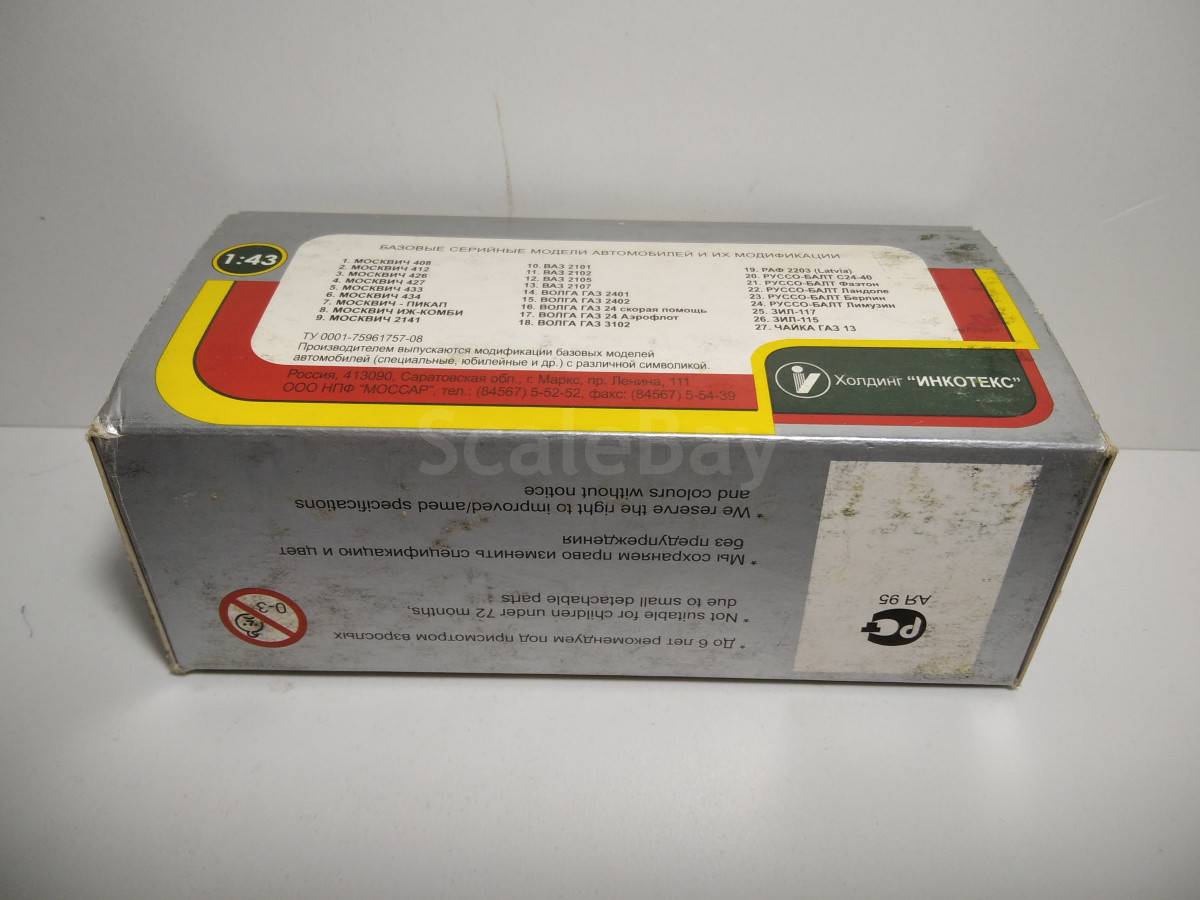 1:43
БАЗОВЫЕ СЕРИЙНЫЕ МОДЕЛИ АВТОМОБИЛЕЙ И ИХ МОДИФИКАЦИИ
1. МОСКВИЧ 408
2. МОСКВИЧ 412
3. МОСКВИЧ 426
4. МОСКВИЧ 427
5. МОСКВИЧ 433
6. МОСКВИЧ 434
7. МОСКВИЧ - ПИКАП
8. МОСКВИЧ ИЖ-КОМБИ
9. МОСКВИЧ 2141
10. ВАЗ 2101
11. ВАЗ 2102
12. ВАЗ 2105
13. ВАЗ 2107
14. ВОЛГА ГАЗ 2401
15. ВОЛГА ГАЗ 2402
16. ВОЛГА ГАЗ 24 скорая помощь
17. ВОЛГА ГАЗ 24 Аэрофлот
18. ВОЛГА ГАЗ 3102
19. РАФ 2203 (Latvia)
20. РУССО-БАЛТ С24-40
21. РУССО-БАЛТ Фаэтон
22. РУССО-БАЛТ Ландоле
23. РУССО-БАЛТ Берлин
24. РУССО-БАЛТ Лимузин
25. ЗИЛ-117
26. ЗИЛ-115
27. ЧАЙКА ГАЗ 13
ТУ 0001-75961757-08
Производителем выпускаются модификации базовых моделей
автомобилей (специальные, юбилейные и др.) с различной символикой.
Россия, 413090, Саратовская обл., г. Маркс, пр. Ленина, 111
ООО НПФ "МОССАР", тел.: (84567) 5-52-52, факс: (84567) 5-54-39
Холдинг "ИНКОТЕКС"
ScaleBay
* До 6 лет рекомендуем под присмотром взрослых
* Not suitable for children under 72 months,
due to small detachable parts
* Мы сохраняем право изменить спецификацию и цвет
без предупреждения
* We reserve the right to improved/amed specifications
and colours without notice
0-3
РСТ
АЯ 95